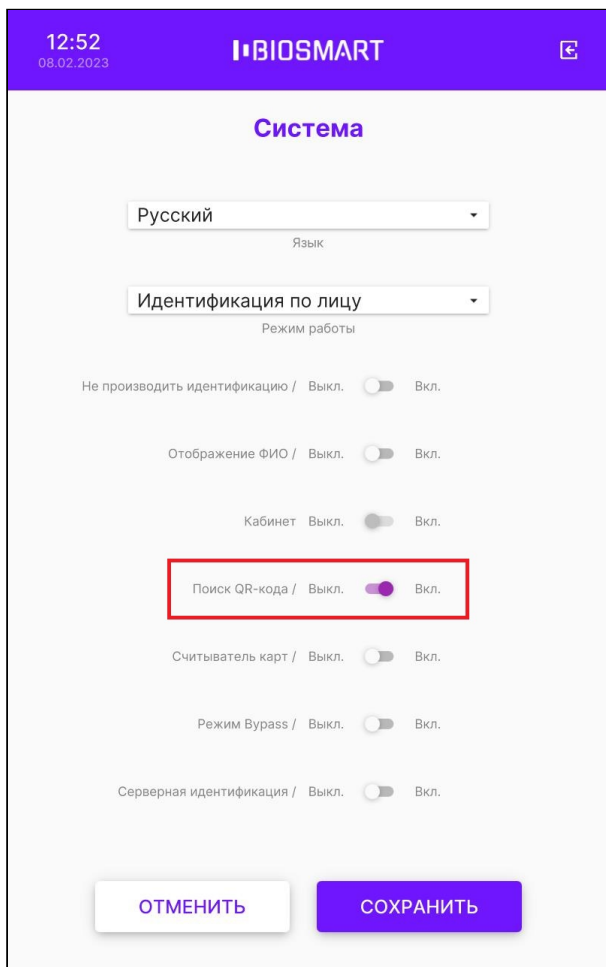 12:52
08.02.2023
BIOSMART
Система
Русский
Язык
Идентификация по лицу
Режим работы
Не производить идентификацию / Выкл. Вкл.
Отображение ФИО / Выкл. Вкл.
Кабинет Выкл. Вкл.
Поиск QR-кода / Выкл. Вкл.
Считыватель карт / Выкл. Вкл.
Режим Bypass / Выкл. Вкл.
Серверная идентификация / Выкл. Вкл.
ОТМЕНИТЬ СОХРАНИТЬ